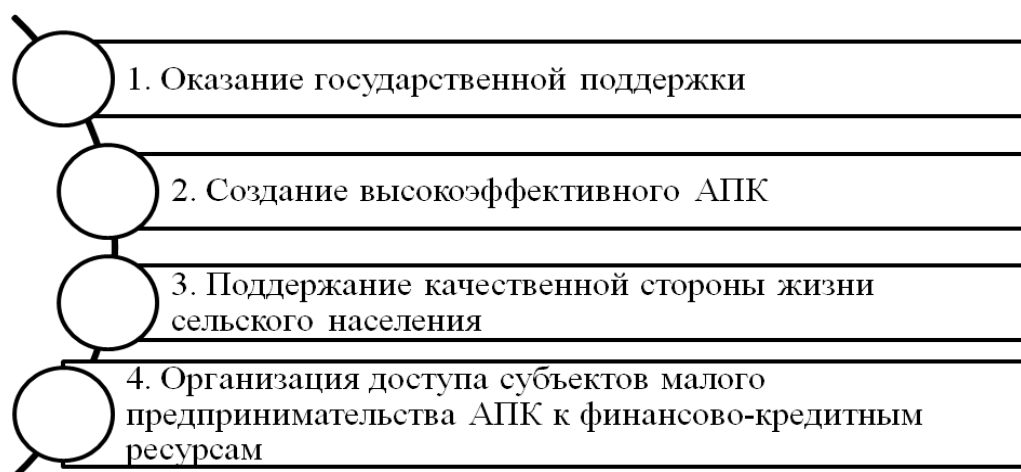 1. Оказание государственной поддержки
2. Создание высокоэффективного АПК
3. Поддержание качественной стороны жизни
сельского населения
4. Организация доступа субъектов малого
предпринимательства АПК к финансово-кредитным
ресурсам